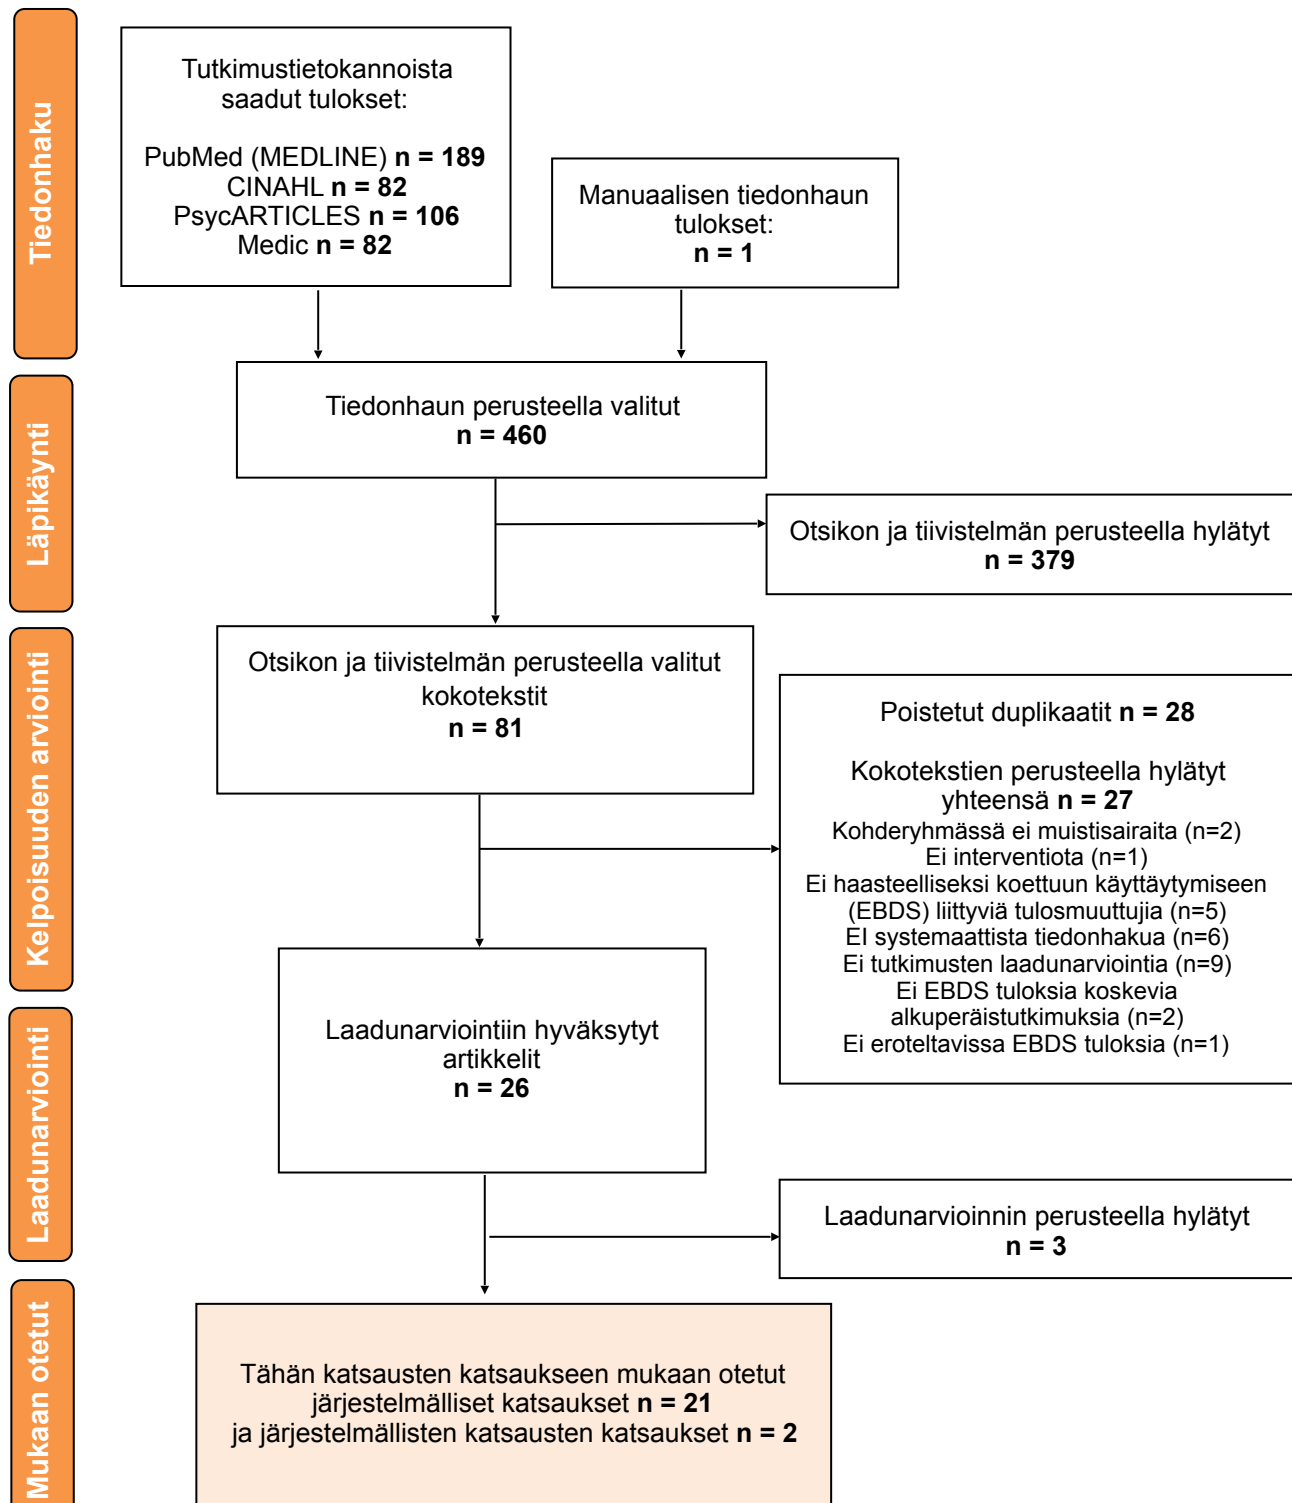 Tiedonhaku
Tutkimustietokannoista
saadut tulokset:
PubMed (MEDLINE) n = 189
CINAHL n = 82
PsycARTICLES n = 106
Medic n = 82
Manuaalisen tiedonhaun
tulokset:
n = 1
Läpikäynti
Tiedonhaun perusteella valitut
n = 460
Otsikon ja tiivistelmän perusteella hylätyt
n = 379
Kelpoisuuden arviointi
Otsikon ja tiivistelmän perusteella valitut
kokotekstit
n = 81
Poistetut duplikaatit n = 28
Kokotekstien perusteella hylätyt
yhteensä n = 27
Kohderyhmässä ei muistisairaita (n=2)
Ei interventiota (n=1)
Ei haasteelliseksi koettuun käyttäytymiseen
(EBDS) liittyviä tulosmuuttujia (n=5)
EI systemaattista tiedonhakua (n=6)
Ei tutkimusten laadunarviointia (n=9)
Ei EBDS tuloksia koskevia
alkuperäistutkimuksia (n=2)
Ei eroteltavissa EBDS tuloksia (n=1)
Laadunarviointi
Laadunarviointiin hyväksytyt
artikkelit
n = 26
Laadunarvioinnin perusteella hylätyt
n = 3
Mukaan otetut
Tähän katsausten katsaukseen mukaan otetut
järjestelmälliset katsaukset n = 21
ja järjestelmällisten katsausten katsaukset n = 2